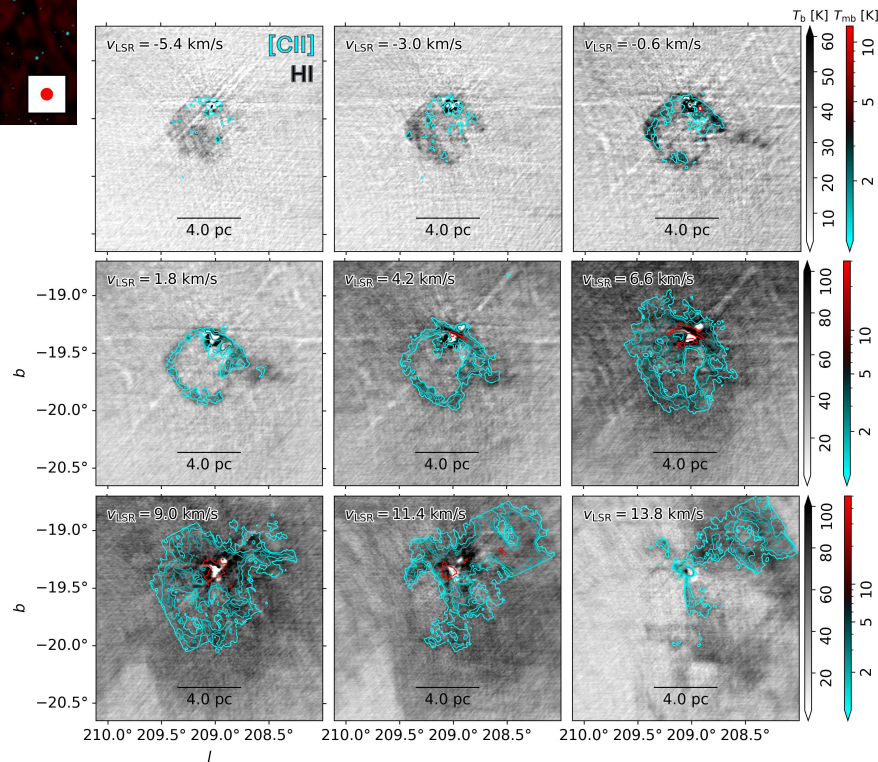 T_b [K] T_mb [K]
v_LSR = -5.4 km/s [CII] v_LSR = -3.0 km/s v_LSR = -0.6 km/s
HI
60
50
40
30
20
10
10
5
2
4.0 pc 4.0 pc 4.0 pc
v_LSR = 1.8 km/s v_LSR = 4.2 km/s v_LSR = 6.6 km/s
−19.0°
−19.5°
−20.0°
−20.5°
b
100
80
60
40
20
10
5
2
4.0 pc 4.0 pc 4.0 pc
v_LSR = 9.0 km/s v_LSR = 11.4 km/s v_LSR = 13.8 km/s
−19.0°
−19.5°
−20.0°
−20.5°
b
100
80
60
40
20
10
5
2
4.0 pc 4.0 pc 4.0 pc
210.0° 209.5° 209.0° 208.5° 210.0° 209.5° 209.0° 208.5° 210.0° 209.5° 209.0° 208.5°
l